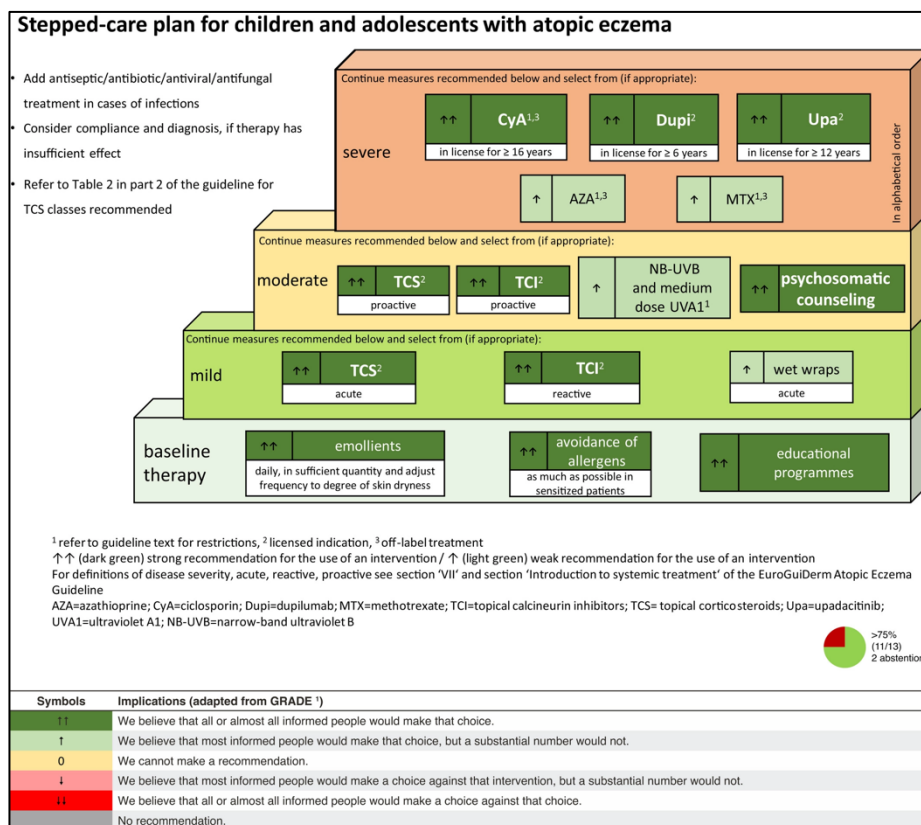 Stepped-care plan for children and adolescents with atopic eczema
• Add antiseptic/antibiotic/antiviral/antifungal
treatment in cases of infections
• Consider compliance and diagnosis, if therapy has
insufficient effect
• Refer to Table 2 in part 2 of the guideline for
TCS classes recommended
Continue measures recommended below and select from (if appropriate):
severe
↑↑ CyA¹,³
in license for ≥ 16 years
↑↑ Dupi²
in license for ≥ 6 years
↑↑ Upa²
in license for ≥ 12 years
↑ AZA¹,³
↑ MTX¹,³
In alphabetical order
Continue measures recommended below and select from (if appropriate):
moderate
↑↑ TCS²
proactive
↑↑ TCI²
proactive
↑ NB-UVB
and medium
dose UVA1¹
↑↑ psychosomatic
counseling
Continue measures recommended below and select from (if appropriate):
mild
↑↑ TCS²
acute
↑↑ TCI²
reactive
↑ wet wraps
acute
baseline
therapy
↑↑ emollients
daily, in sufficient quantity and adjust
frequency to degree of skin dryness
↑↑ avoidance of
allergens
as much as possible in
sensitized patients
↑↑ educational
programmes
¹ refer to guideline text for restrictions, ² licensed indication, ³ off-label treatment
↑↑ (dark green) strong recommendation for the use of an intervention / ↑ (light green) weak recommendation for the use of an intervention
For definitions of disease severity, acute, reactive, proactive see section ‘VII’ and section ‘Introduction to systemic treatment’ of the EuroGuiDerm Atopic Eczema
Guideline
AZA=azathioprine; CyA=ciclosporin; Dupi=dupilumab; MTX=methotrexate; TCI=topical calcineurin inhibitors; TCS= topical corticosteroids; Upa=upadacitinib;
UVA1=ultraviolet A1; NB-UVB=narrow-band ultraviolet B
>75%
(11/13)
2 abstention
Symbols Implications (adapted from GRADE ¹)
↑↑ We believe that all or almost all informed people would make that choice.
↑ We believe that most informed people would make that choice, but a substantial number would not.
0 We cannot make a recommendation.
↓ We believe that most informed people would make a choice against that intervention, but a substantial number would not.
↓↓ We believe that all or almost all informed people would make a choice against that choice.
No recommendation.